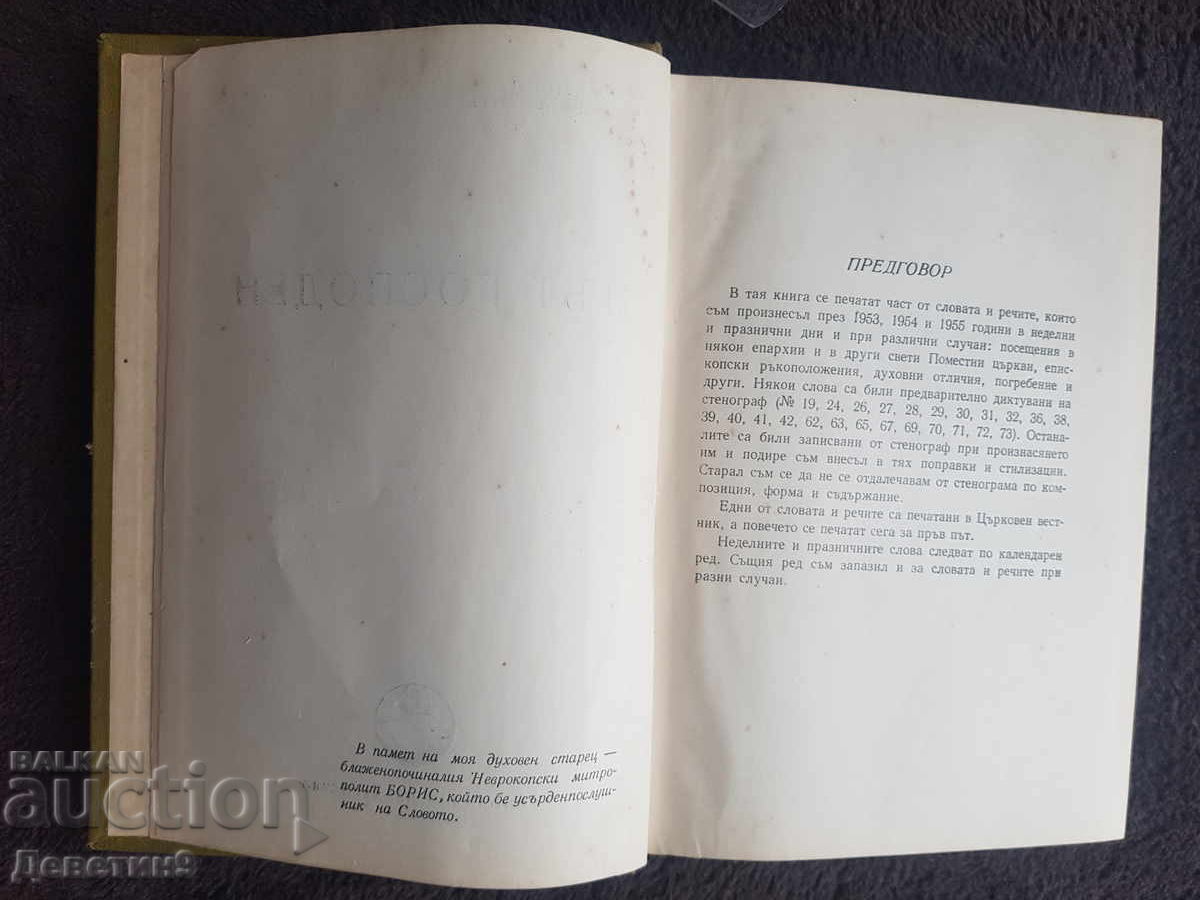 ПЪТ ГОСПОДЕН
В памет на моя духовен старец —
блаженопочиналия Неврокопски митро-
полит БОРИС, който бе усърденпослуш-
ник на Словото.
ПРЕДГОВОР
В тая книга се печатат част от словата и речите, които
съм произнесъл през 1953, 1954 и 1955 години в неделни
и празнични дни и при различни случаи: посещения в
някои епархии и в други свети Поместни църкви, епис-
копски ръкоположения, духовни отличия, погребение и
други. Някои слова са били предварително диктувани на
стенограф (№ 19, 24, 26, 27, 28, 29, 30, 31, 32, 36, 38,
39, 40, 41, 42, 62, 63, 65, 67, 69, 70, 71, 72, 73). Остана-
лите са били записвани от стенограф при произнасянето
им и подире съм внесъл в тях поправки и стилизации.
Старал съм се да не се отдалечавам от стенограма по ком-
позиция, форма и съдържание.
Едни от словата и речите са печатани в Църковен вест-
ник, а повечето се печатат сега за пръв път.
Неделните и празничните слова следват по календарен
ред. Същия ред съм запазил и за словата и речите при
разни случаи.
BALKAN
auction
Деветин9